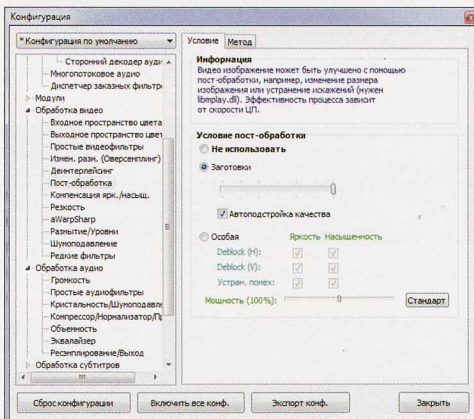 Конфигурация
* Конфигурация по умолчанию
Сторонний декодер ауди
Многопотоковое аудио
Диспетчер заказных фильтро
Модули
Обработка видео
Входное пространство цвета
Выходное пространство цвет
Простые видеофильтры
Измен. разн. (Оверсемплинг)
Деинтерлейсинг
Пост-обработка
Компенсация ярк./насыщ.
Резкость
aWarpSharp
Размытие/Уровни
Шумоподавление
Редкие фильтры
Обработка аудио
Громкость
Простые аудиофильтры
Кристальность/Шумоподавле
Компрессор/Нормализатор/Пр
Объемность
Эквалайзер
Ресэмплирование/Выход
Обработка субтитров
Условие Метод
Информация
Видео изображение может быть улучшено с помощью
пост-обработки, например, изменение размера
изображения или устранение искажений (нужен
libmplay.dll). Эффективность процесса зависит
от скорости ЦП.
Условие пост-обработки
Не использовать
Заготовки
Автоподстройка качества
Особая Яркость Насыщенность
Deblock (H):
Deblock (V):
Устран. помех:
Мощность (100%): Стандарт
Сброс конфигурации Включить все конф. Экспорт конф. Закрыть